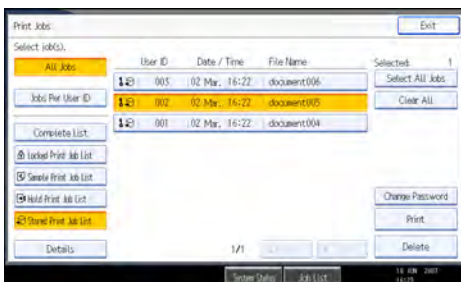 Print Jobs
Exit
Select job(s).
All Jobs
User ID Date / Time File Name
Selected: 1
003 02 Mar. 16:22 document006
Select All Jobs
Jobs Per User ID
002 02 Mar. 16:22 document005
Clear All
001 02 Mar. 16:22 document004
Complete List
Locked Print Job List
Sample Print Job List
Hold Print Job List
Change Password
Stored Print Job List
Print
Details
1/1
Delete
System Status
Job List
2007